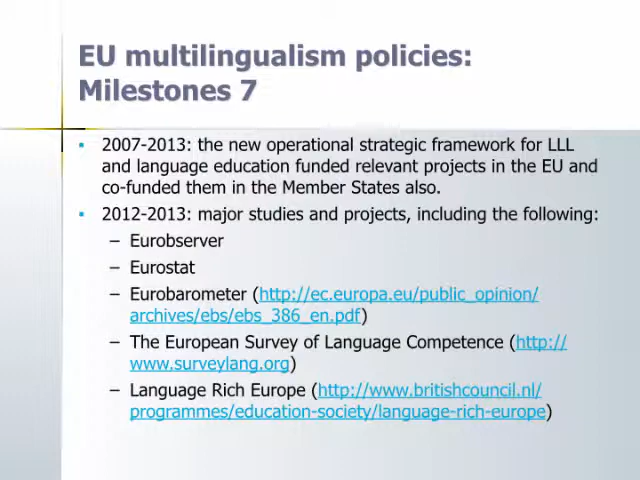 EU multilingualism policies:
Milestones 7
▪ 2007-2013: the new operational strategic framework for LLL
and language education funded relevant projects in the EU and
co-funded them in the Member States also.
▪ 2012-2013: major studies and projects, including the following:
– Eurobserver
– Eurostat
– Eurobarometer (http://ec.europa.eu/public_opinion/
archives/ebs/ebs_386_en.pdf)
– The European Survey of Language Competence (http://
www.surveylang.org)
– Language Rich Europe (http://www.britishcouncil.nl/
programmes/education-society/language-rich-europe)